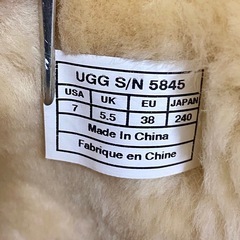 UGG S/N 5845
USA UK EU JAPAN
7 5.5 38 240
Made In China
Fabrique en Chine